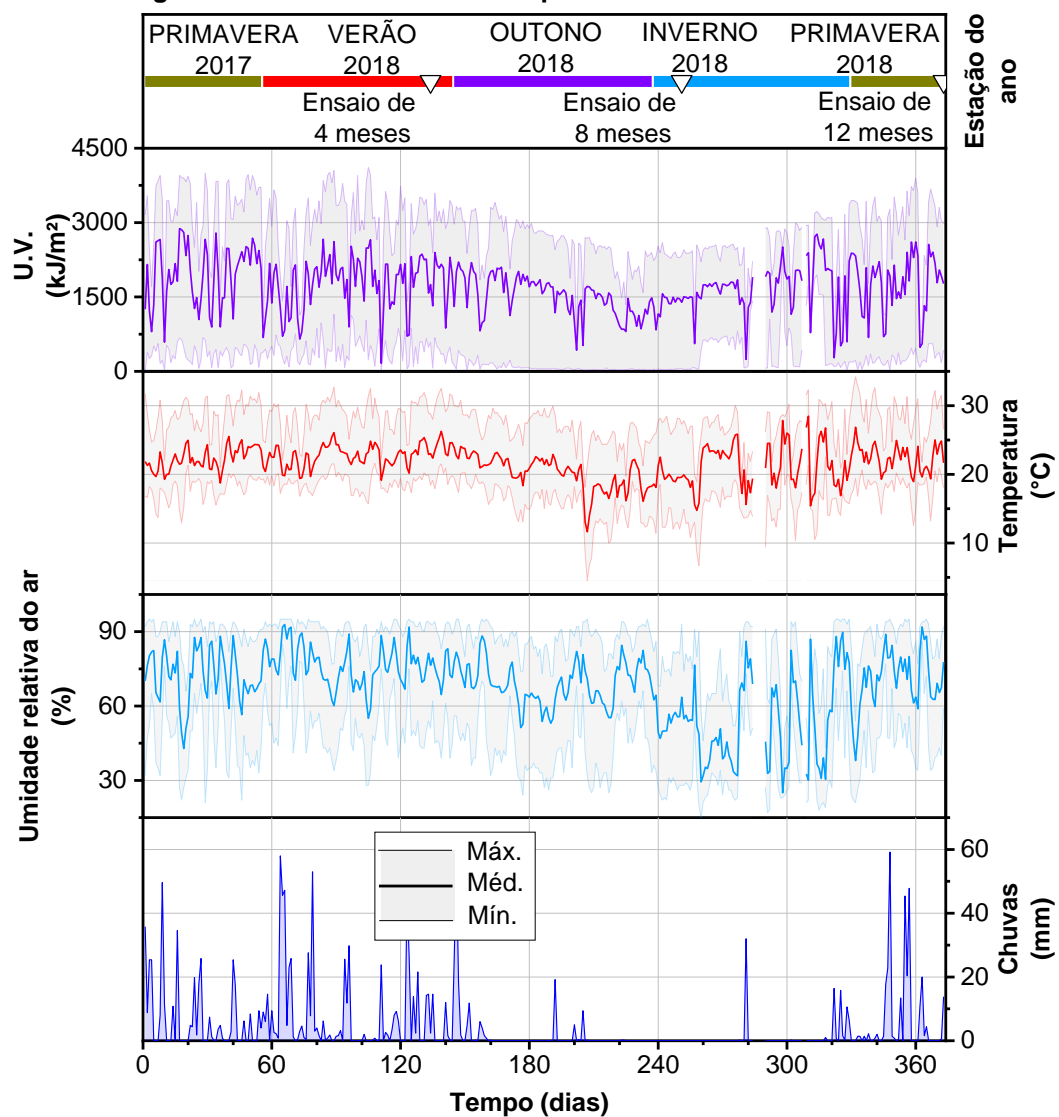 PRIMAVERA VERÃO OUTONO INVERNO PRIMAVERA
2017 2018 2018 2018 2018
Ensaio de Ensaio de Ensaio de
4 meses 8 meses 12 meses
Estação do
ano
4500
3000
1500
0
U.V.
(kJ/m²)
30
20
10
Temperatura
(°C)
90
60
30
Umidade relativa do ar
(%)
Máx.
Méd.
Mín.
60
40
20
0
Chuvas
(mm)
0 60 120 180 240 300 360
Tempo (dias)